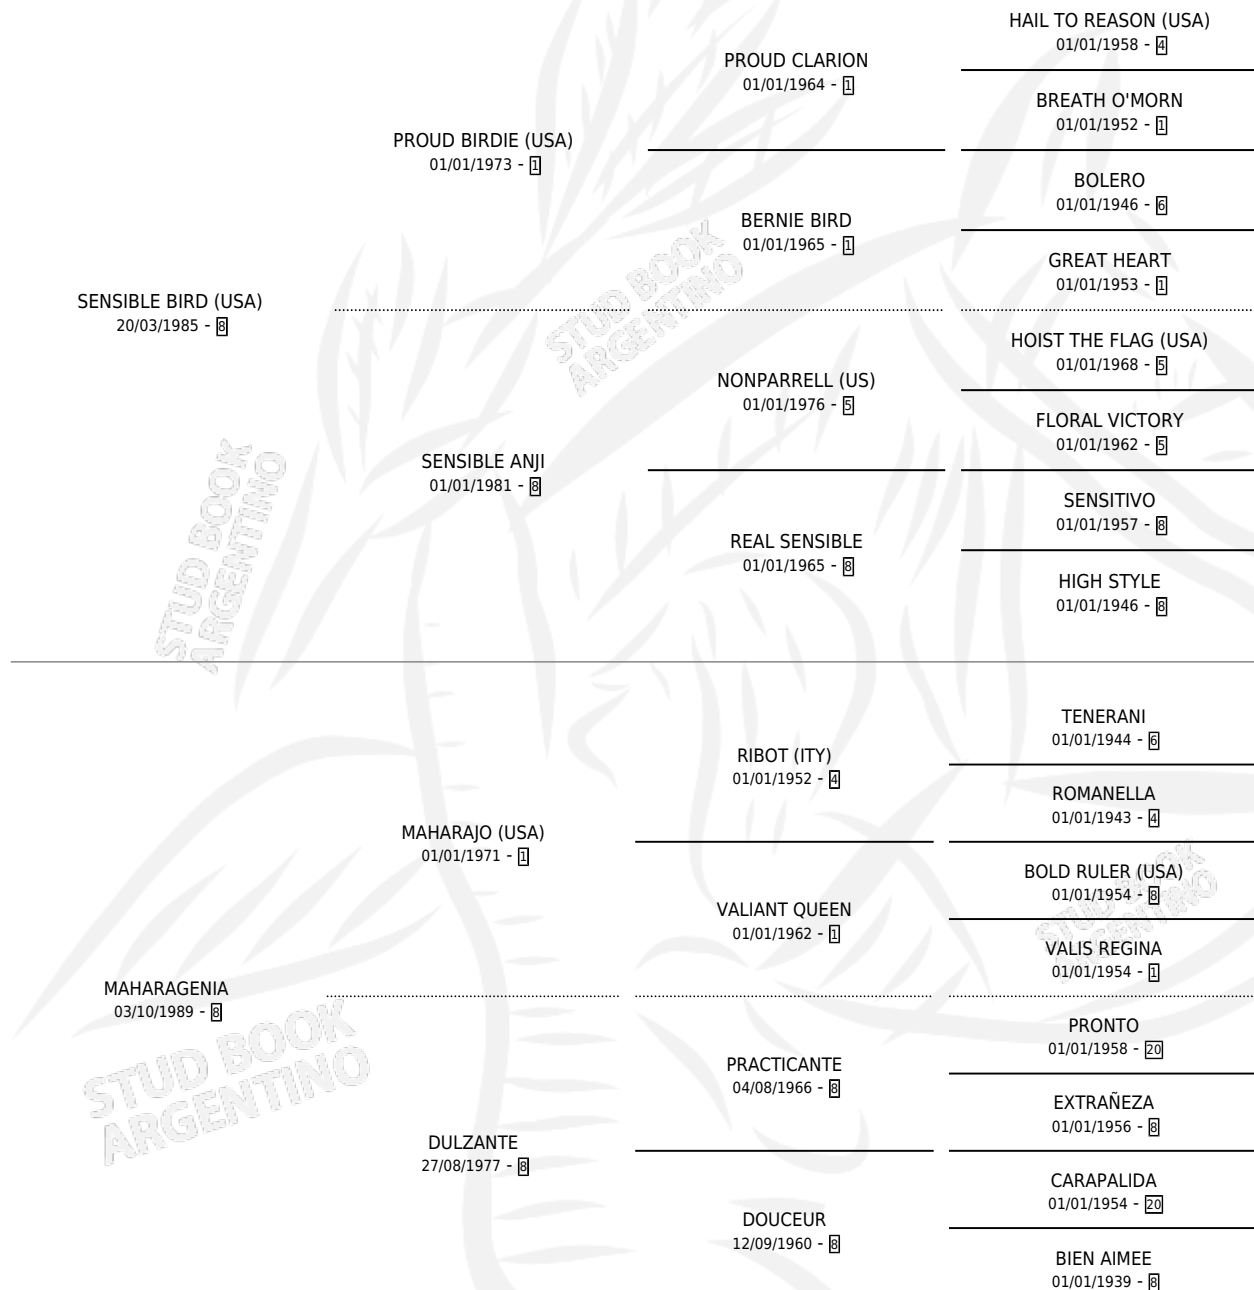 HAIL TO REASON (USA)
01/01/1958 - 4
PROUD CLARION
01/01/1964 - 1
BREATH O'MORN
01/01/1952 - 1
PROUD BIRDIE (USA)
01/01/1973 - 1
BOLERO
01/01/1946 - 6
BERNIE BIRD
01/01/1965 - 1
GREAT HEART
01/01/1953 - 1
SENSIBLE BIRD (USA)
20/03/1985 - 8
HOIST THE FLAG (USA)
01/01/1968 - 5
NONPARRELL (US)
01/01/1976 - 5
FLORAL VICTORY
01/01/1962 - 5
SENSIBLE ANJI
01/01/1981 - 8
SENSITIVO
01/01/1957 - 8
REAL SENSIBLE
01/01/1965 - 8
HIGH STYLE
01/01/1946 - 8
TENERANI
01/01/1944 - 6
RIBOT (ITY)
01/01/1952 - 4
ROMANELLA
01/01/1943 - 4
MAHARAJO (USA)
01/01/1971 - 1
BOLD RULER (USA)
01/01/1954 - 8
VALIANT QUEEN
01/01/1962 - 1
VALIS REGINA
01/01/1954 - 1
MAHARAGENIA
03/10/1989 - 8
PRONTO
01/01/1958 - 20
PRACTICANTE
04/08/1966 - 8
EXTRAÑEZA
01/01/1956 - 8
DULZANTE
27/08/1977 - 8
CARAPALIDA
01/01/1954 - 20
DOUCEUR
12/09/1960 - 8
BIEN AIMEE
01/01/1939 - 8
STUD BOOK
ARGENTINO
STUD BOOK
ARGENTINO
STUD BOOK
ARGENTINO
STUD BOOK
ARGENTINO